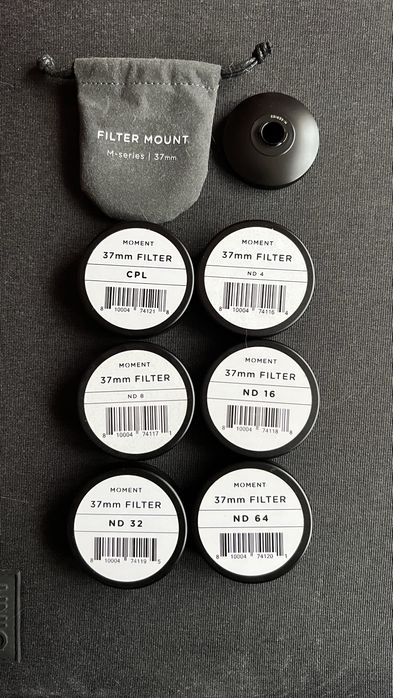 FILTER MOUNT
M-series | 37mm
MOMENT
37mm FILTER
CPL
8 10004 74121 8
MOMENT
37mm FILTER
ND 4
8 10004 74116 4
MOMENT
37mm FILTER
ND 8
8 10004 74117 1
MOMENT
37mm FILTER
ND 16
8 10004 74118 8
MOMENT
37mm FILTER
ND 32
8 10004 74119 5
MOMENT
37mm FILTER
ND 64
8 10004 74120 1